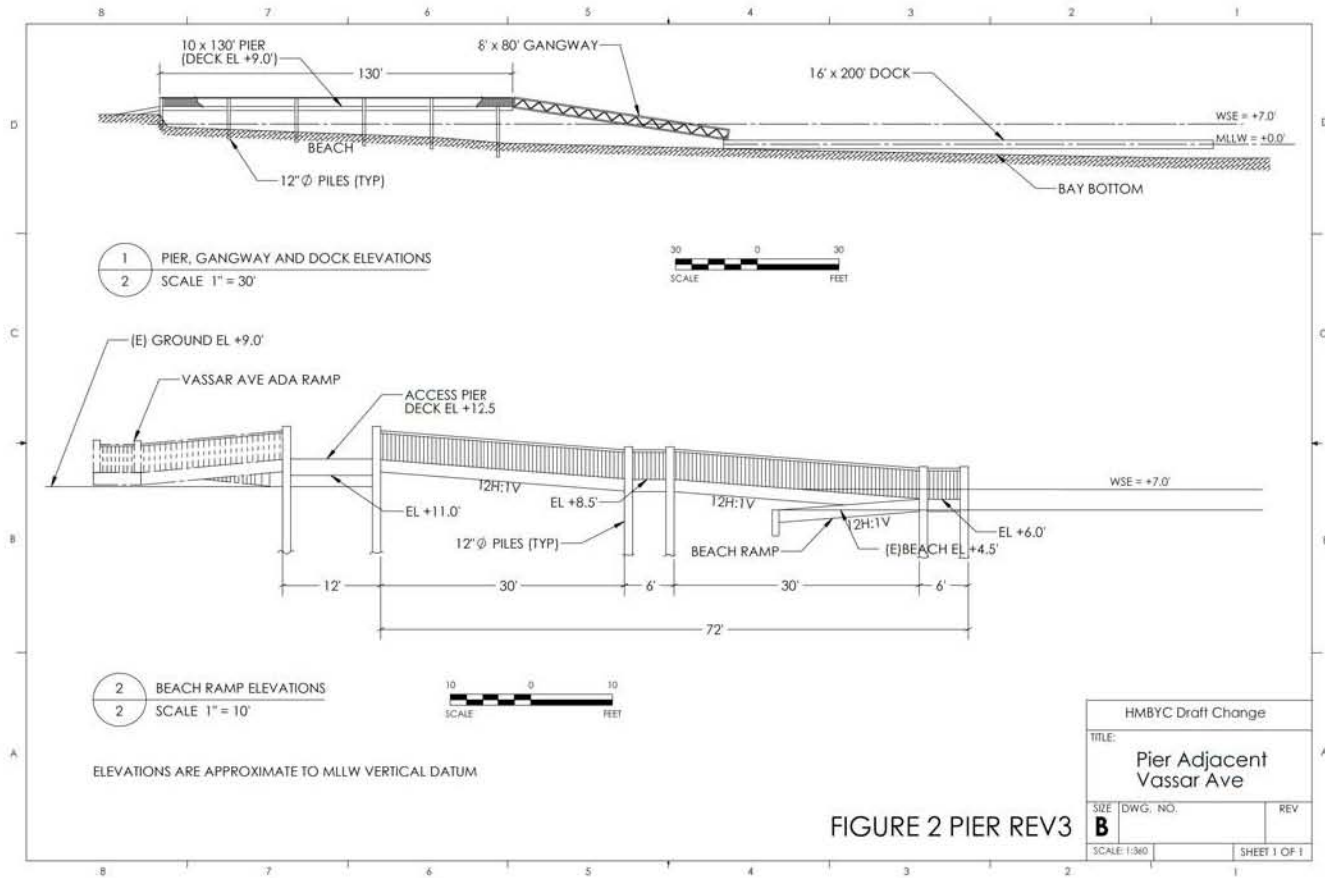 8 7 6 5 4 3 2 1
10 x 130' PIER
(DECK EL +9.0')
130'
8' x 80' GANGWAY
16' x 200' DOCK
WSE = +7.0'
MLLW = +0.0'
D
BEACH
12" Ø PILES (TYP)
BAY BOTTOM
1
2
PIER, GANGWAY AND DOCK ELEVATIONS
SCALE 1" = 30'
30 0 30
SCALE FEET
C
(E) GROUND EL +9.0'
VASSAR AVE ADA RAMP
ACCESS PIER
DECK EL +12.5
12H:1V
EL +8.5'
12H:1V
WSE = +7.0'
EL +11.0'
12" Ø PILES (TYP)
BEACH RAMP
12H:1V
(E)BEACH EL +4.5'
EL +6.0'
B
12' 30' 6' 30' 6'
72'
2
2
BEACH RAMP ELEVATIONS
SCALE 1" = 10'
10 0 10
SCALE FEET
A
ELEVATIONS ARE APPROXIMATE TO MLLW VERTICAL DATUM
FIGURE 2 PIER REV3
HMBYC Draft Change
TITLE:
Pier Adjacent
Vassar Ave
SIZE DWG. NO. REV
B
SCALE: 1:360 SHEET 1 OF 1
8 7 6 5 4 3 2 1